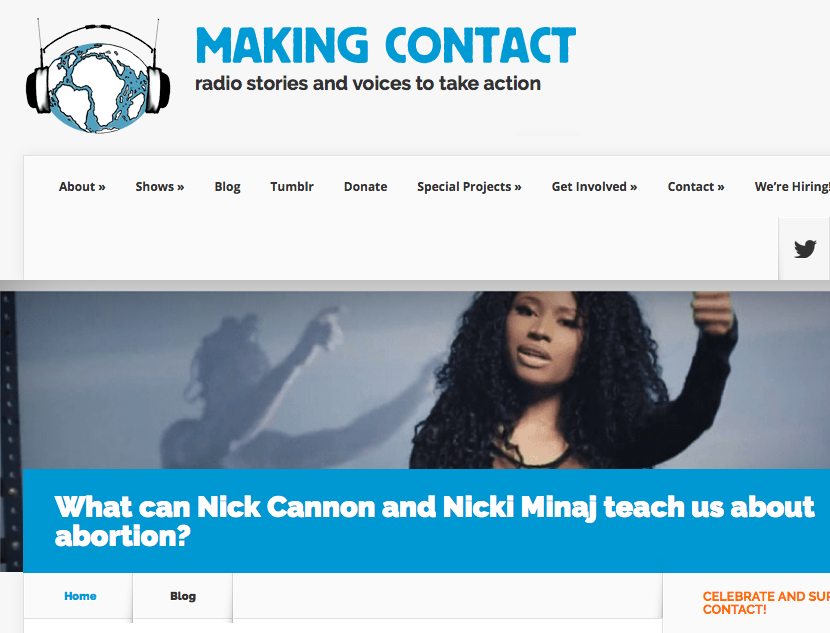 MAKING CONTACT
radio stories and voices to take action
About » Shows » Blog Tumblr Donate Special Projects » Get Involved » Contact » We're Hiring!
What can Nick Cannon and Nicki Minaj teach us about
abortion?
Home Blog
CELEBRATE AND
CONTACT!